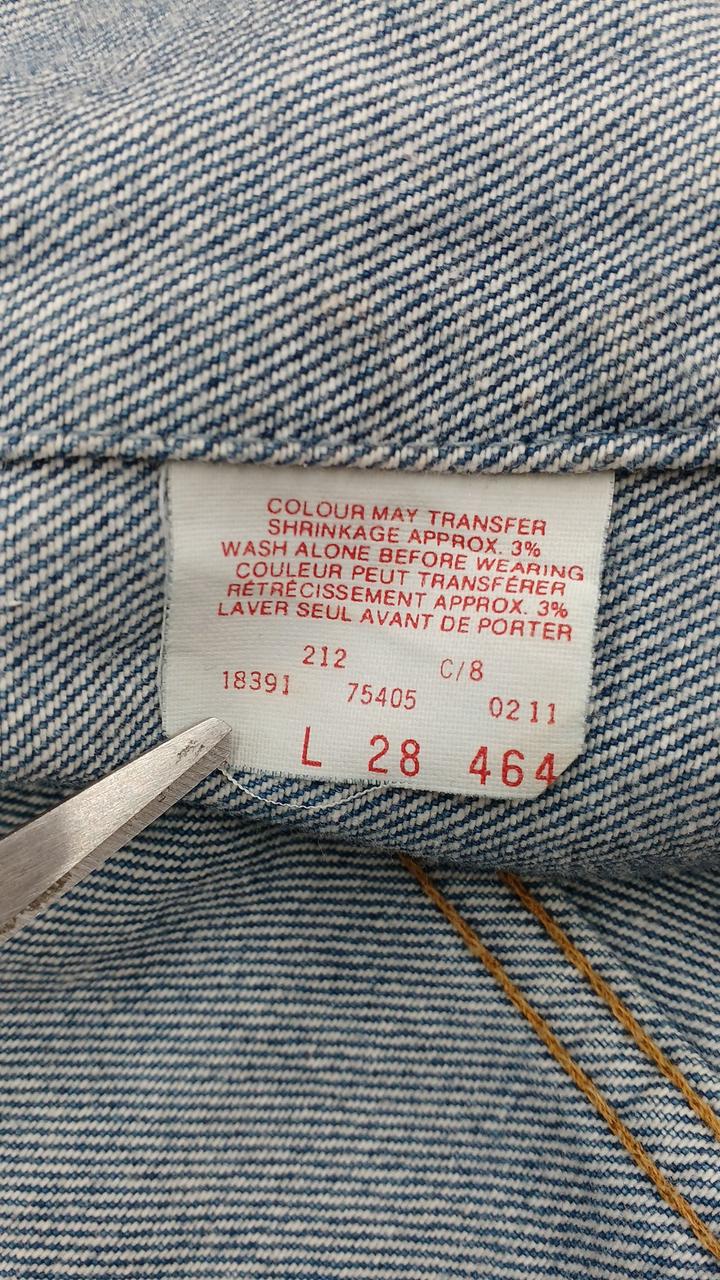 COLOUR MAY TRANSFER
SHRINKAGE APPROX. 3%
WASH ALONE BEFORE WEARING
COULEUR PEUT TRANSFÉRER
RÉTRÉCISSEMENT APPROX. 3%
LAVER SEUL AVANT DE PORTER
212 C/8
18391 75405 0211
L 28 464